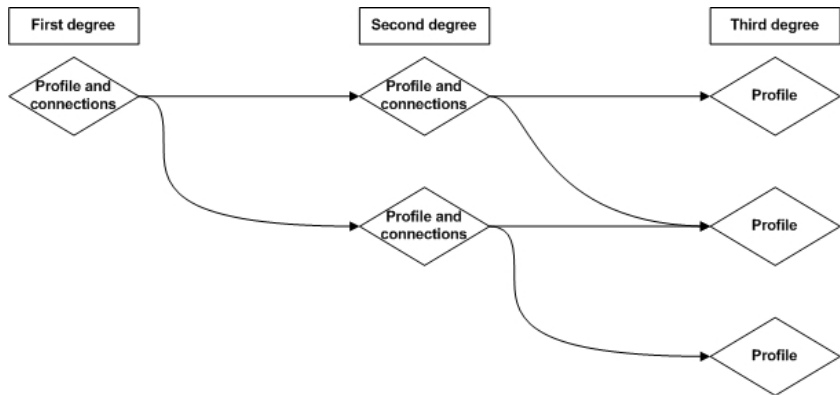 First degree
Second degree
Third degree
Profile and
connections
Profile and
connections
Profile
Profile and
connections
Profile
Profile